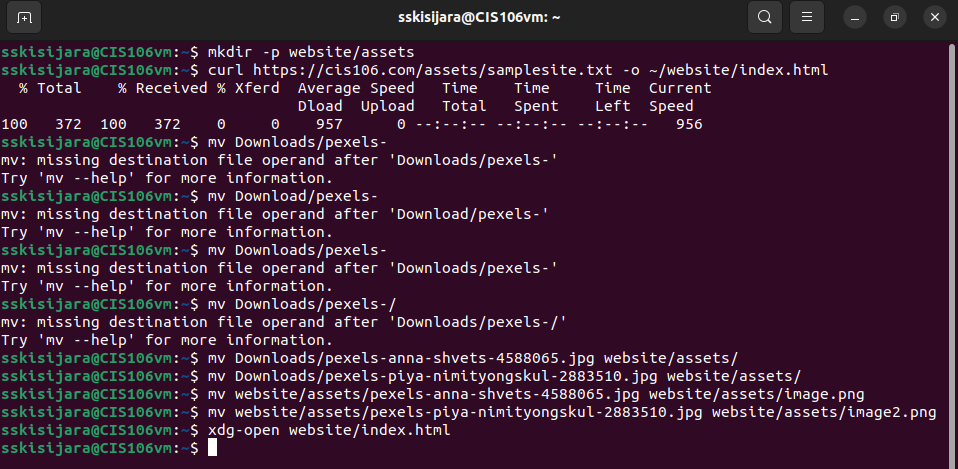 sskisijara@CIS106vm: ~
sskisijara@CIS106vm:~$ mkdir -p website/assets
sskisijara@CIS106vm:~$ curl https://cis106.com/assets/samplesite.txt -o ~/website/index.html
  % Total    % Received % Xferd  Average Speed   Time    Time     Time  Current
                                 Dload  Upload   Total   Spent    Left  Speed
100   372  100   372    0     0    957      0 --:--:-- --:--:-- --:--:--   956
sskisijara@CIS106vm:~$ mv Downloads/pexels-
mv: missing destination file operand after 'Downloads/pexels-'
Try 'mv --help' for more information.
sskisijara@CIS106vm:~$ mv Download/pexels-
mv: missing destination file operand after 'Download/pexels-'
Try 'mv --help' for more information.
sskisijara@CIS106vm:~$ mv Downloads/pexels-
mv: missing destination file operand after 'Downloads/pexels-'
Try 'mv --help' for more information.
sskisijara@CIS106vm:~$ mv Downloads/pexels-/
mv: missing destination file operand after 'Downloads/pexels-/'
Try 'mv --help' for more information.
sskisijara@CIS106vm:~$ mv Downloads/pexels-anna-shvets-4588065.jpg website/assets/
sskisijara@CIS106vm:~$ mv Downloads/pexels-piya-nimityongskul-2883510.jpg website/assets/
sskisijara@CIS106vm:~$ mv website/assets/pexels-anna-shvets-4588065.jpg website/assets/image.png
sskisijara@CIS106vm:~$ mv website/assets/pexels-piya-nimityongskul-2883510.jpg website/assets/image2.png
sskisijara@CIS106vm:~$ xdg-open website/index.html
sskisijara@CIS106vm:~$